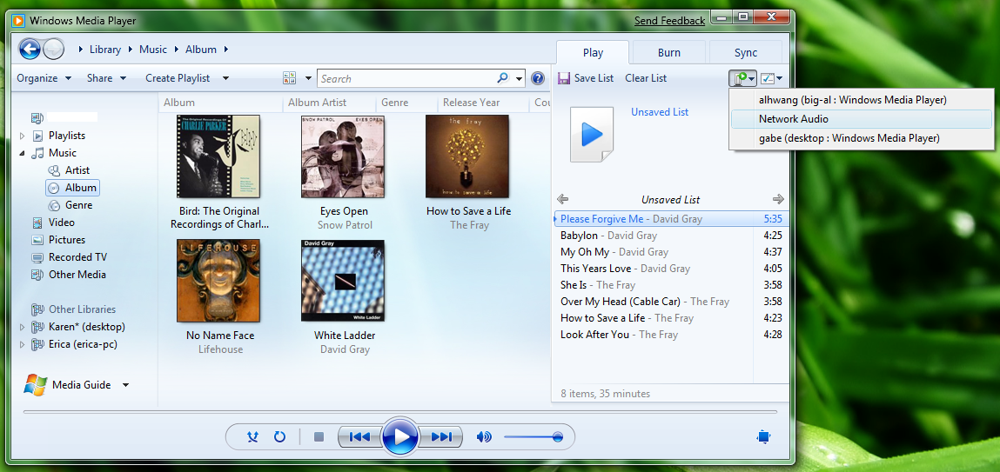 Windows Media Player
Send Feedback
Library Music Album
Play Burn Sync
Organize Share Create Playlist
Search
Save List Clear List
alhwang (big-al : Windows Media Player)
Network Audio
gabe (desktop : Windows Media Player)
Playlists
Music
Artist
Album
Genre
Video
Pictures
Recorded TV
Other Media
Other Libraries
Karen* (desktop)
Erica (erica-pc)
Media Guide
Album Album Artist Genre Release Year Cou
CHARLIE PARKER
Bird: The Original
Recordings of Charl...
SNOW PATROL EYES OPEN
Eyes Open
Snow Patrol
the fray
how to save a life
How to Save a Life
The Fray
LIFEHOUSE
No Name Face
Lifehouse
David Gray
White Ladder
White Ladder
David Gray
Unsaved List
Unsaved List
Please Forgive Me - David Gray 5:35
Babylon - David Gray 4:25
My Oh My - David Gray 4:37
This Years Love - David Gray 4:05
She Is - The Fray 3:58
Over My Head (Cable Car) - The Fray 3:58
How to Save a Life - The Fray 4:23
Look After You - The Fray 4:28
8 items, 35 minutes